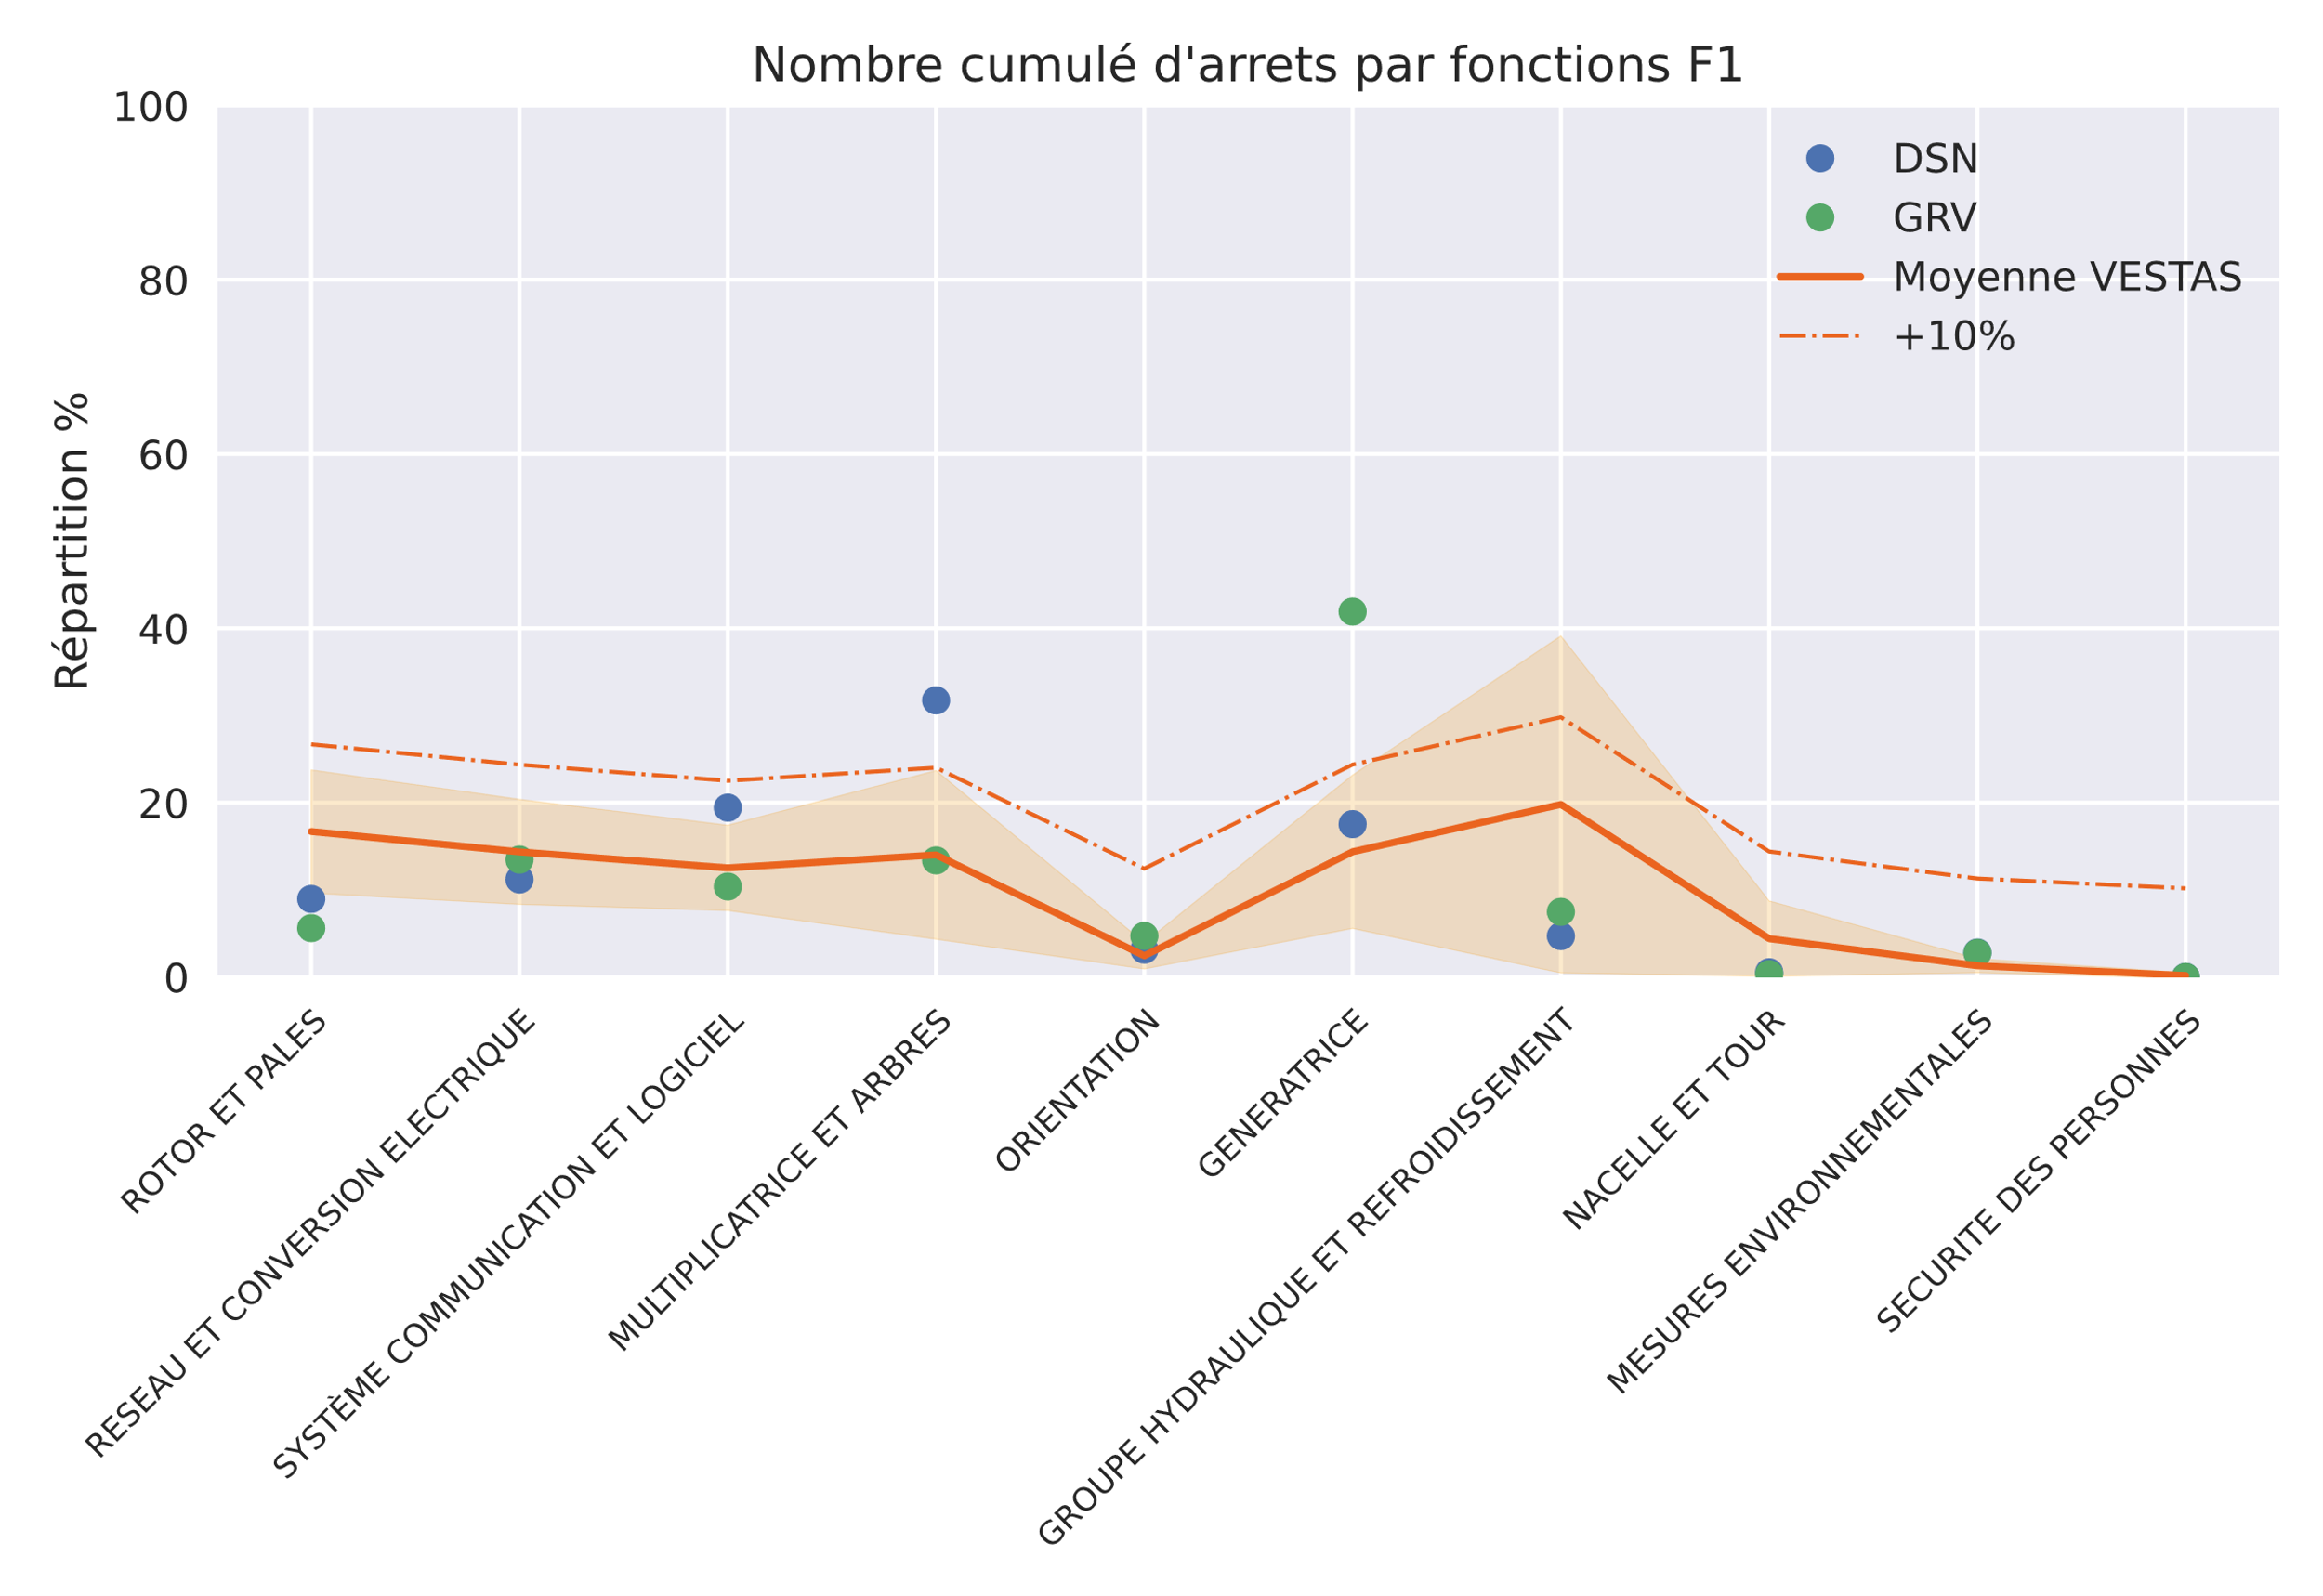 Nombre cumulé d'arrets par fonctions F1
100
80
60
40
20
0
Répartition %
DSN
GRV
Moyenne VESTAS
+10%
ROTOR ET PALES
RESEAU ET CONVERSION ELECTRIQUE
SYSTÈME COMMUNICATION ET LOGICIEL
MULTIPLICATRICE ET ARBRES
ORIENTATION
GENERATRICE
GROUPE HYDRAULIQUE ET REFROIDISSEMENT
NACELLE ET TOUR
MESURES ENVIRONNEMENTALES
SECURITE DES PERSONNES